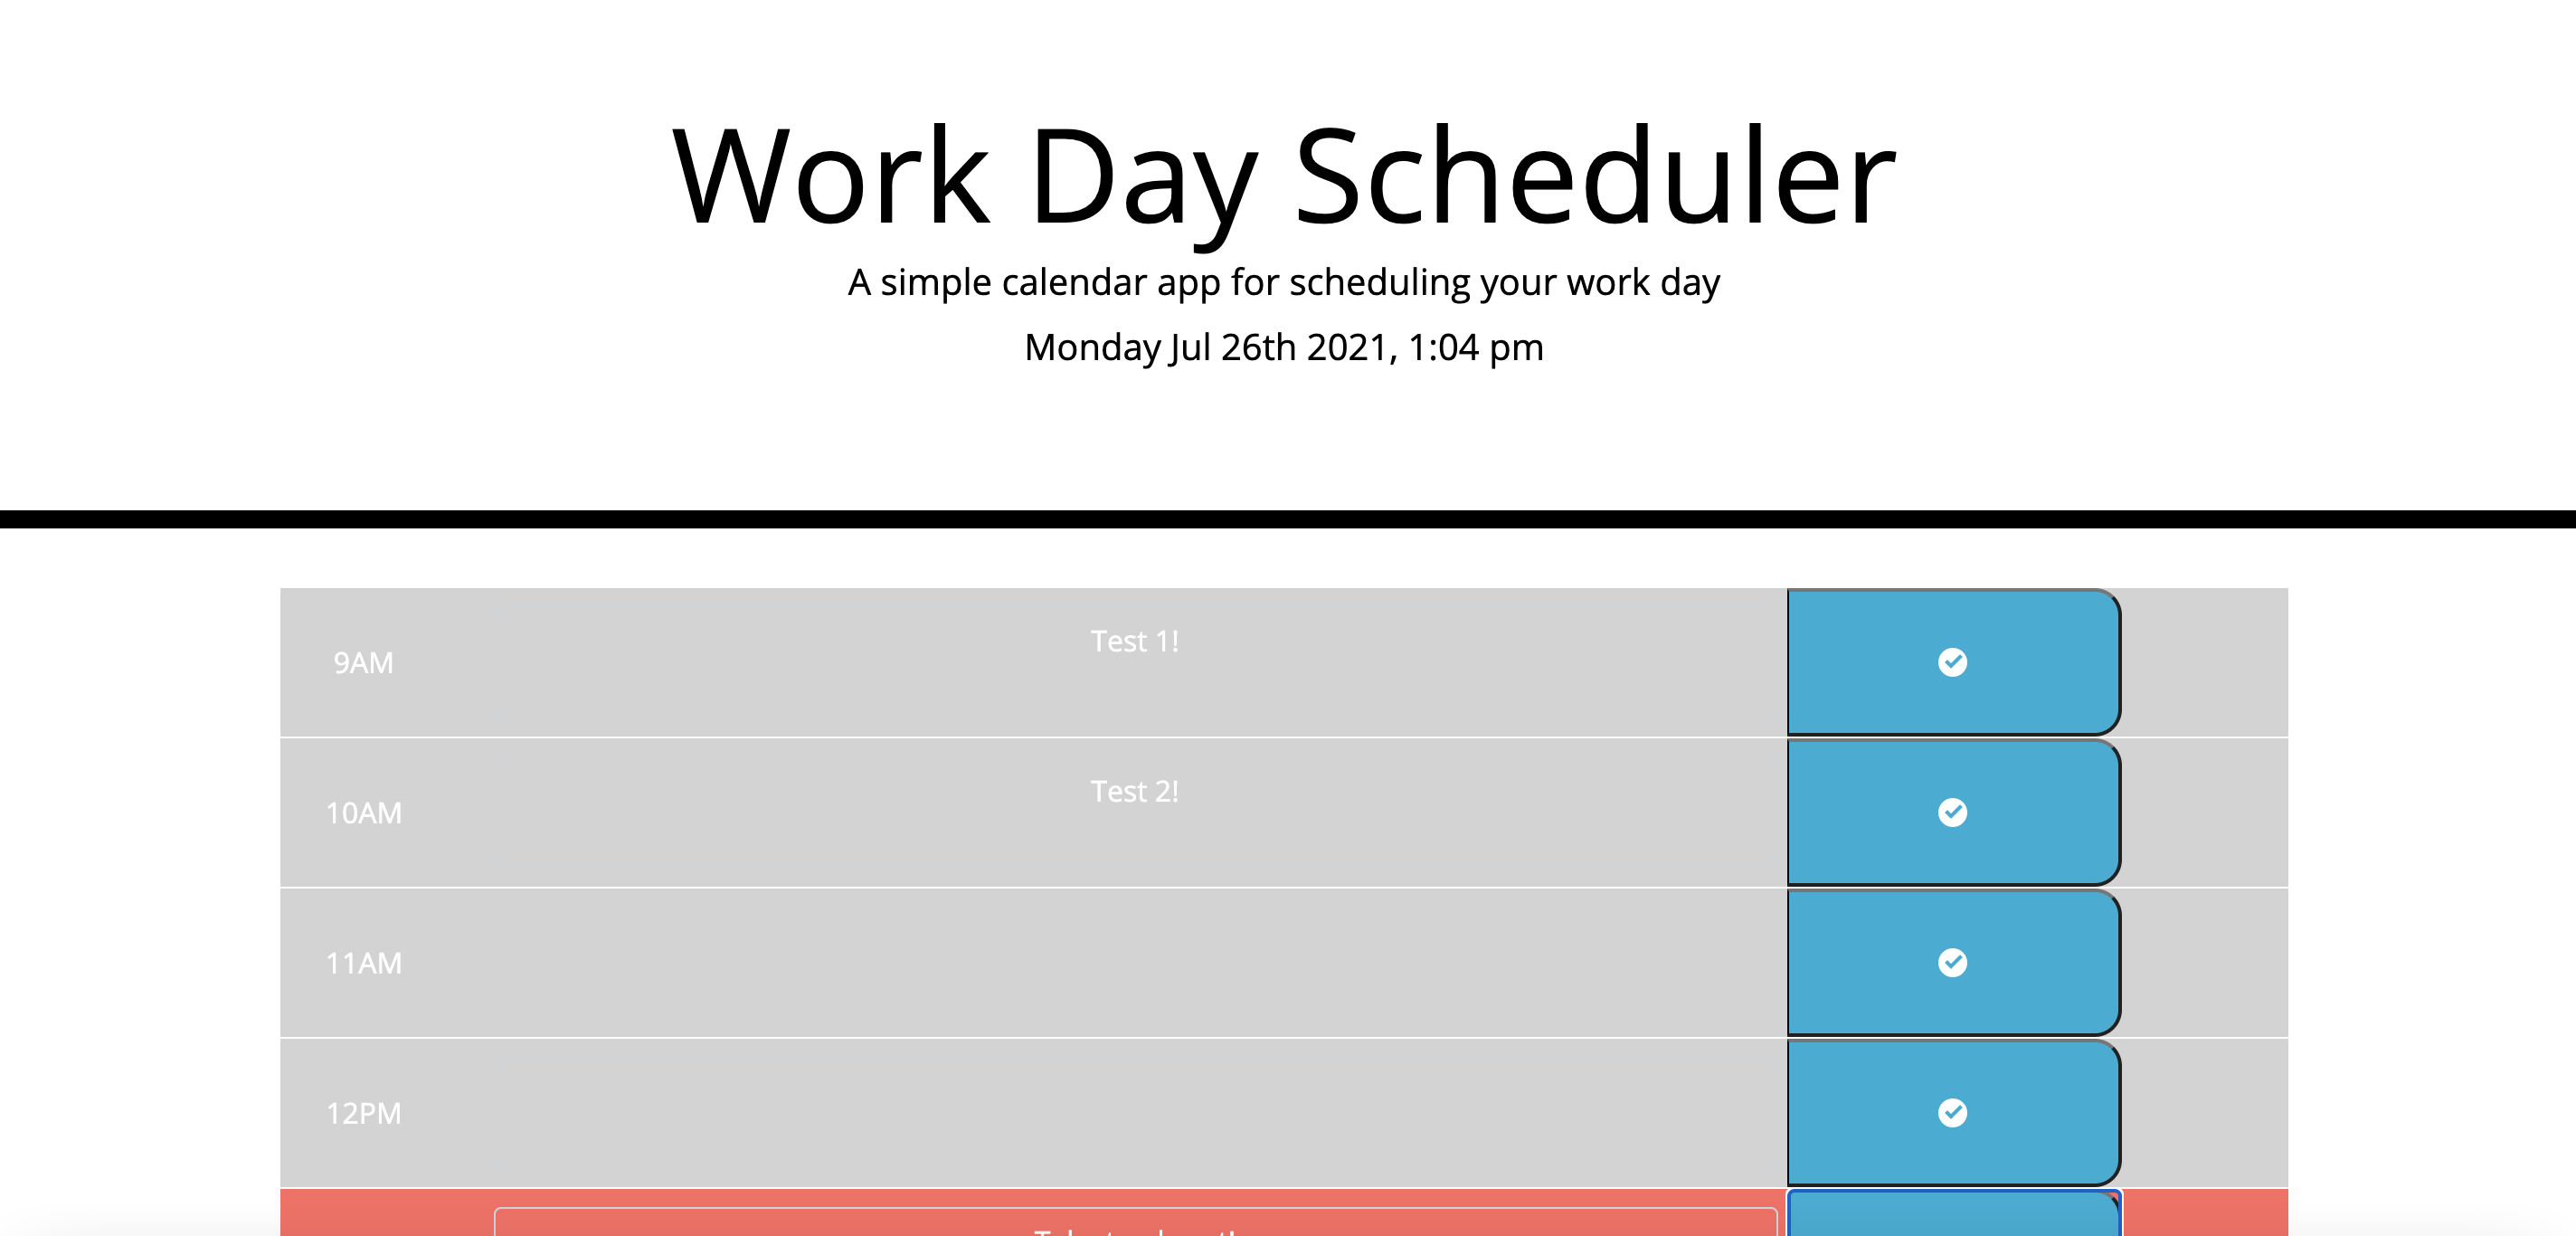 Work Day Scheduler
A simple calendar app for scheduling your work day
Monday Jul 26th 2021, 1:04 pm
9AM
Test 1!
10AM
Test 2!
11AM
12PM